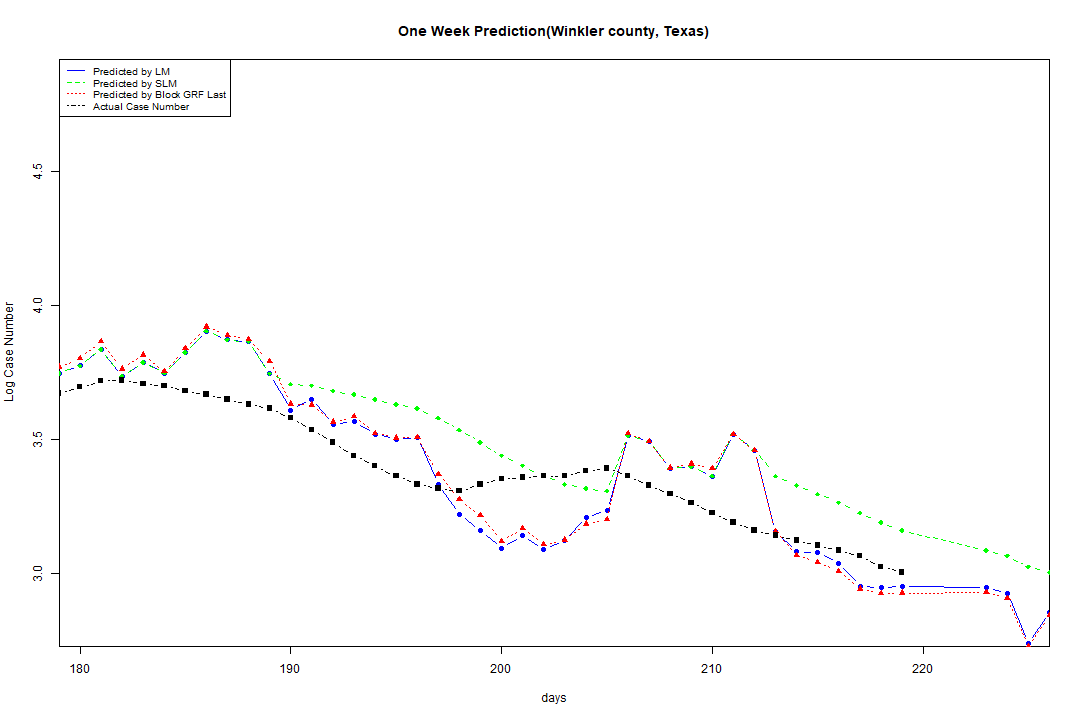 One Week Prediction(Winkler county, Texas)
Predicted by LM
Predicted by SLM
Predicted by Block GRF Last
Actual Case Number
Log Case Number
4.5
4.0
3.5
3.0
180 190 200 210 220
days